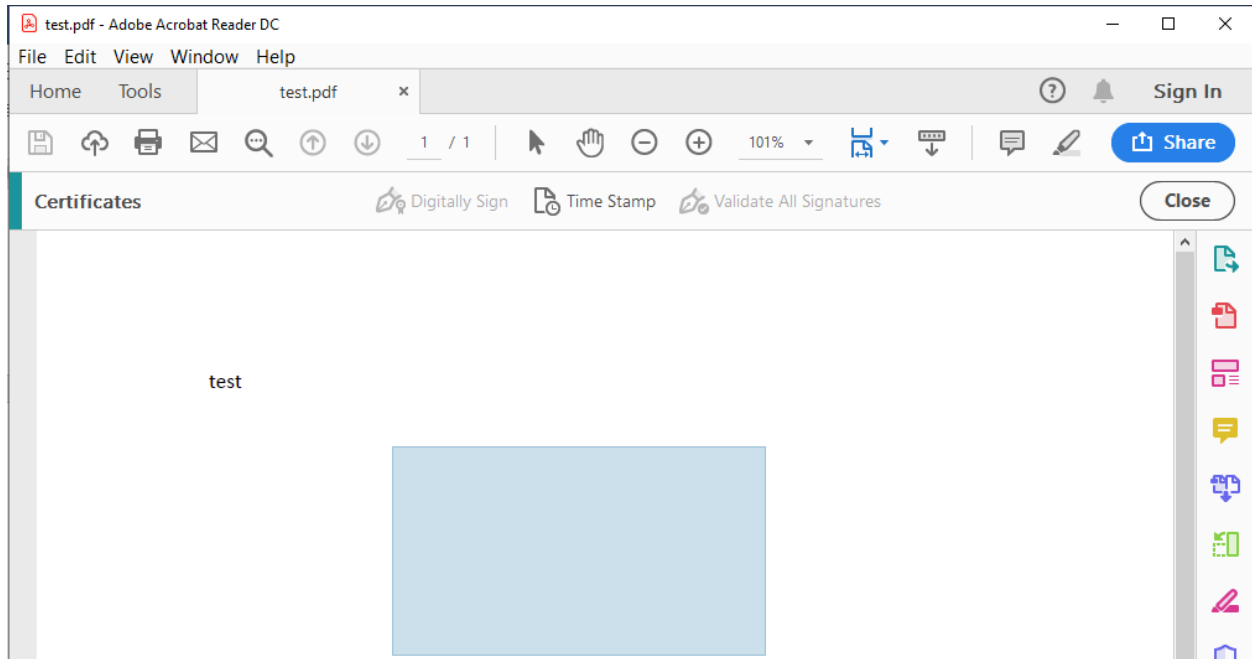 test.pdf - Adobe Acrobat Reader DC
File Edit View Window Help
Home Tools test.pdf × ? Sign In
1 / 1 101% Share
Certificates Digitally Sign Time Stamp Validate All Signatures Close
test